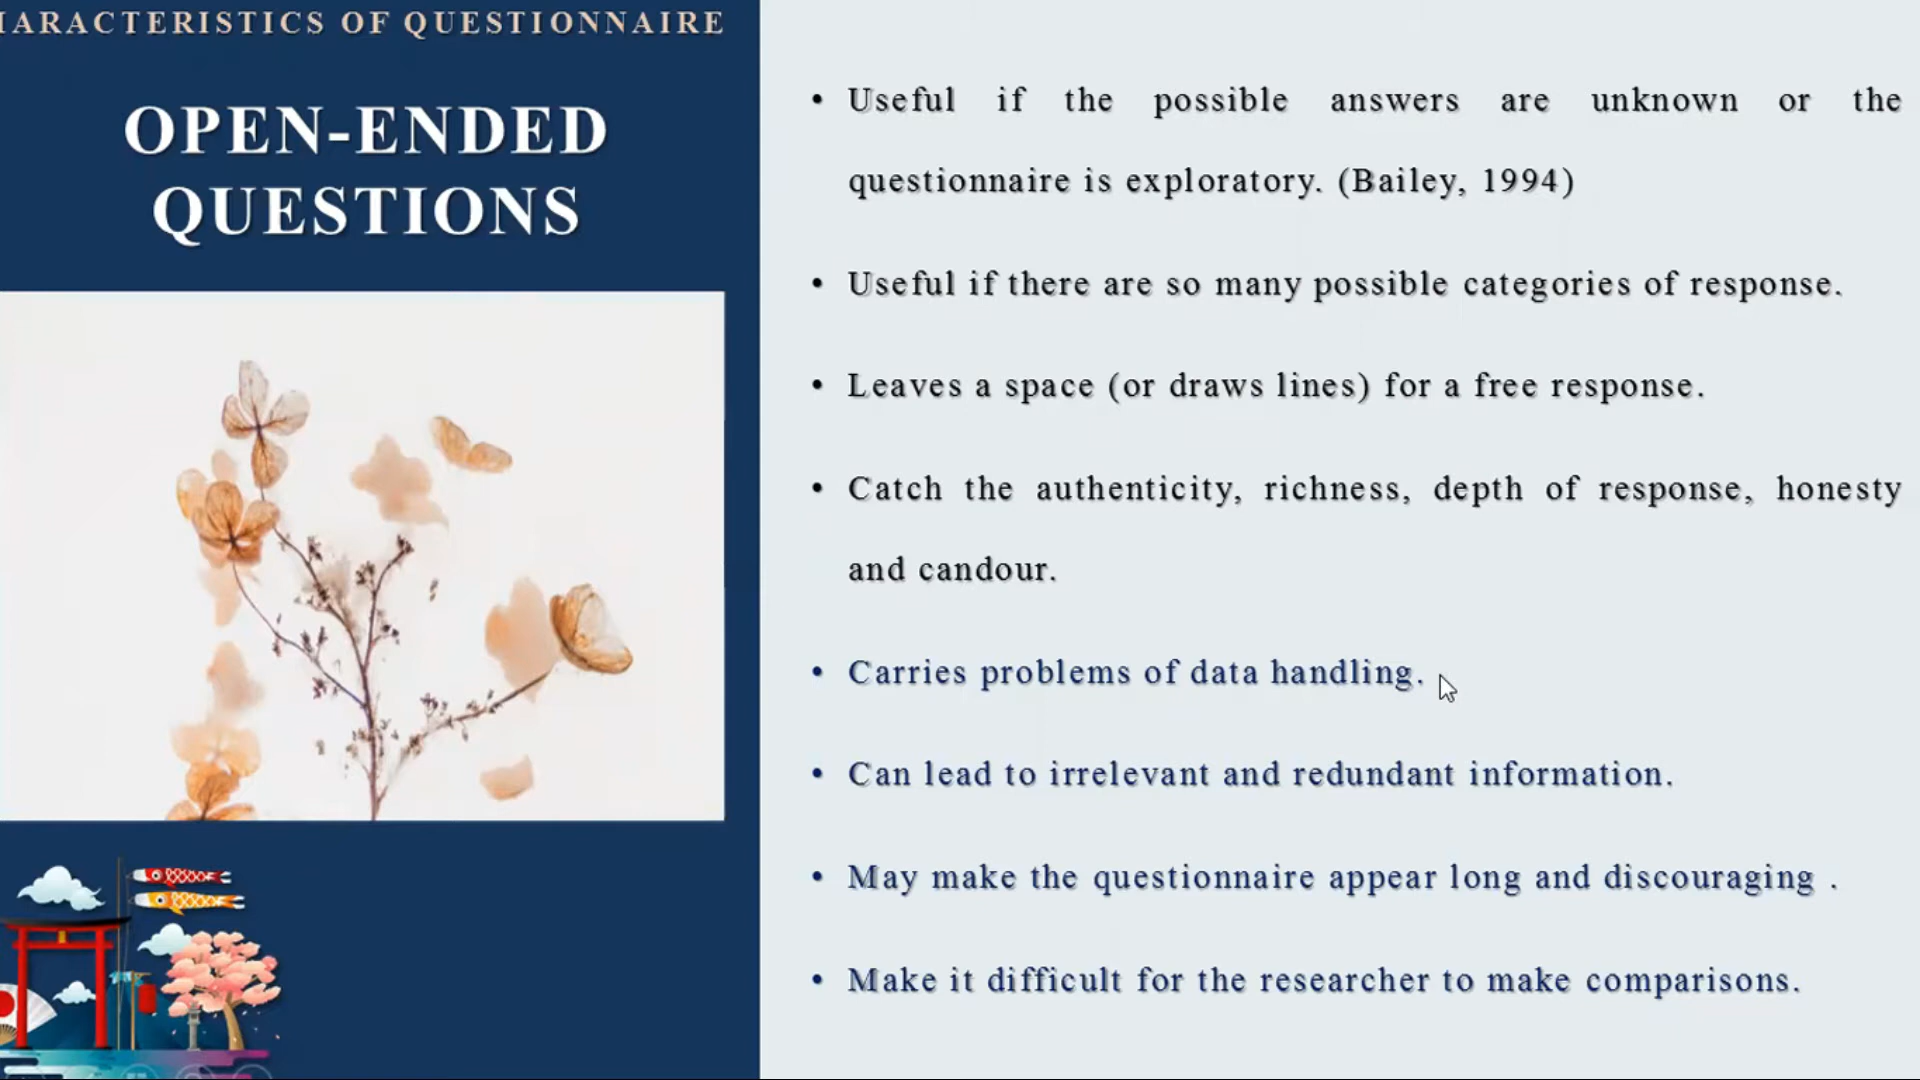 HARACTERISTICS OF QUESTIONNAIRE
OPEN-ENDED
QUESTIONS
• Useful if the possible answers are unknown or the
questionnaire is exploratory. (Bailey, 1994)
• Useful if there are so many possible categories of response.
• Leaves a space (or draws lines) for a free response.
• Catch the authenticity, richness, depth of response, honesty
and candour.
• Carries problems of data handling.
• Can lead to irrelevant and redundant information.
• May make the questionnaire appear long and discouraging .
• Make it difficult for the researcher to make comparisons.